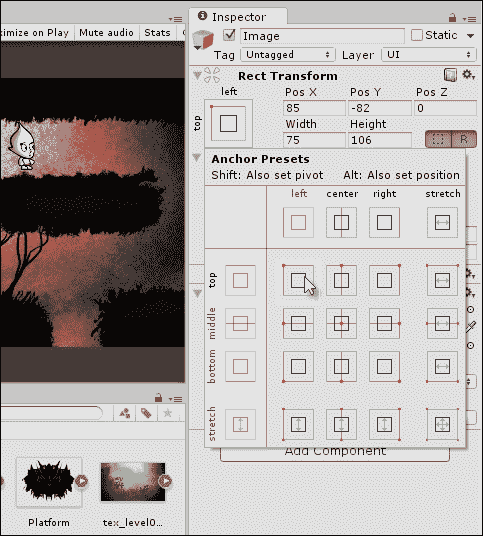 Inspector
ximize on Play Mute audio Stats
Image Static
Tag Untagged Layer UI
Rect Transform
left Pos X Pos Y Pos Z
top 85 -82 0
Width Height
75 106 R
Anchor Presets
Shift: Also set pivot Alt: Also set position
left center right stretch
top
middle
bottom
stretch
Add Component
Platform tex_level0...